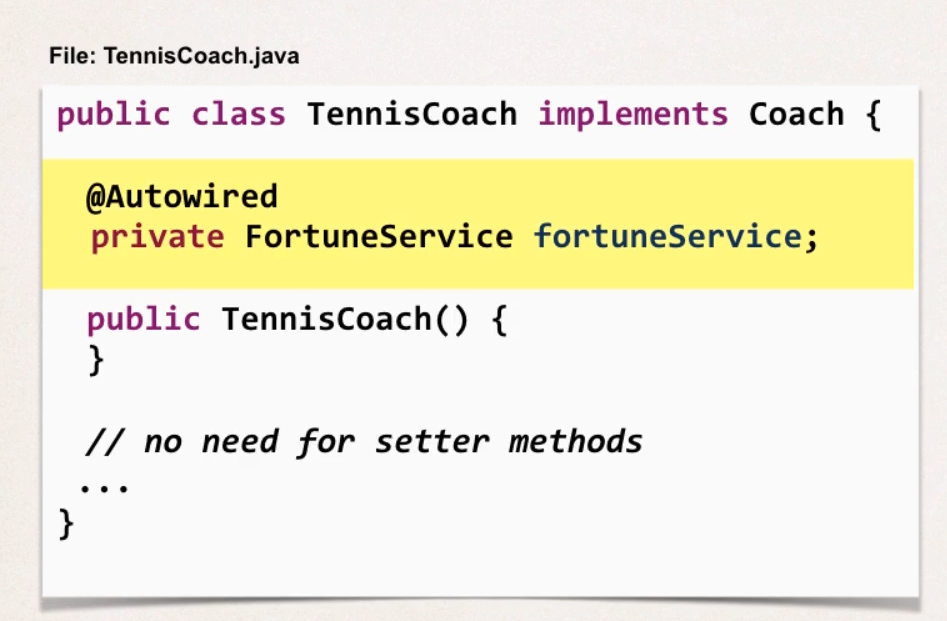 File: TennisCoach.java
public class TennisCoach implements Coach {
@Autowired
private FortuneService fortuneService;
public TennisCoach() {
}
// no need for setter methods
...
}